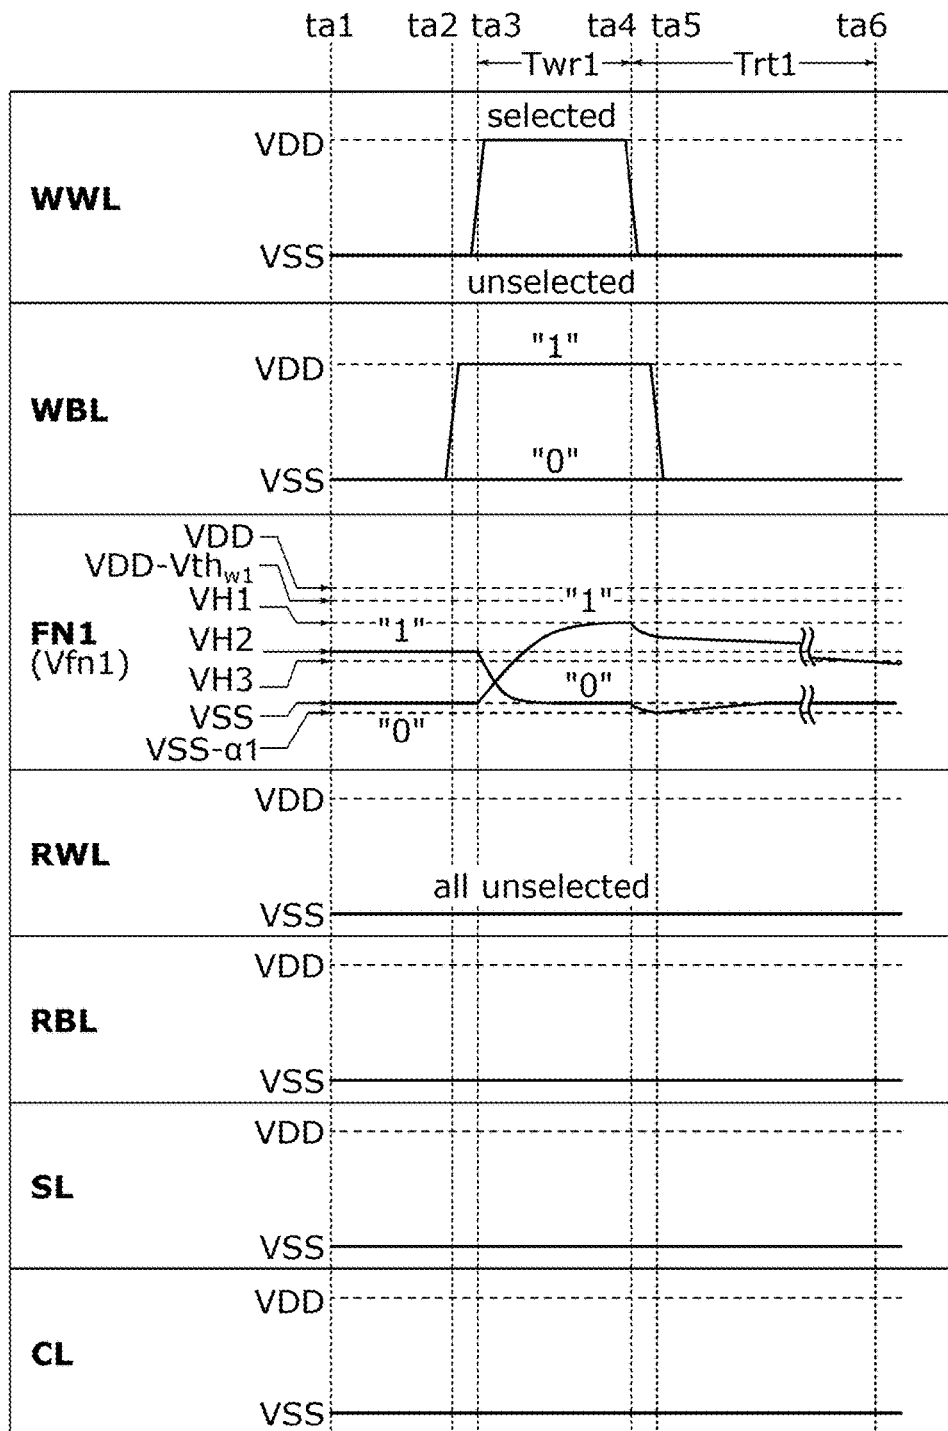 ta1 ta2 ta3 ta4 ta5 ta6
Twr1 Trt1
WWL
VDD
selected
VSS
unselected
WBL
VDD
"1"
VSS
"0"
FN1
(Vfn1)
VDD
VDD-Vthw1
VH1
VH2
VH3
VSS
VSS-α1
"1"
"1"
"0"
"0"
RWL
VDD
all unselected
VSS
RBL
VDD
VSS
SL
VDD
VSS
CL
VDD
VSS